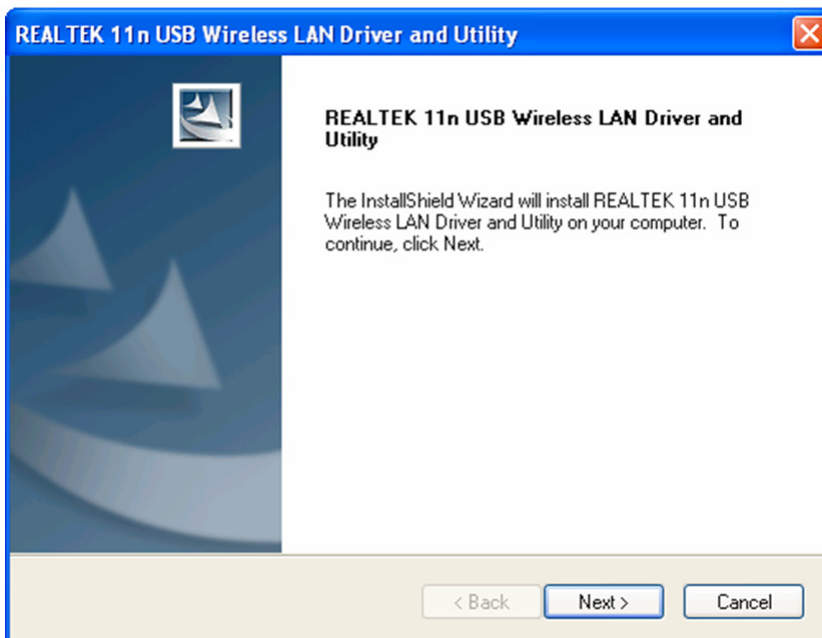 REALTEK 11n USB Wireless LAN Driver and Utility
REALTEK 11n USB Wireless LAN Driver and
Utility
The InstallShield Wizard will install REALTEK 11n USB
Wireless LAN Driver and Utility on your computer. To
continue, click Next.
< Back
Next >
Cancel